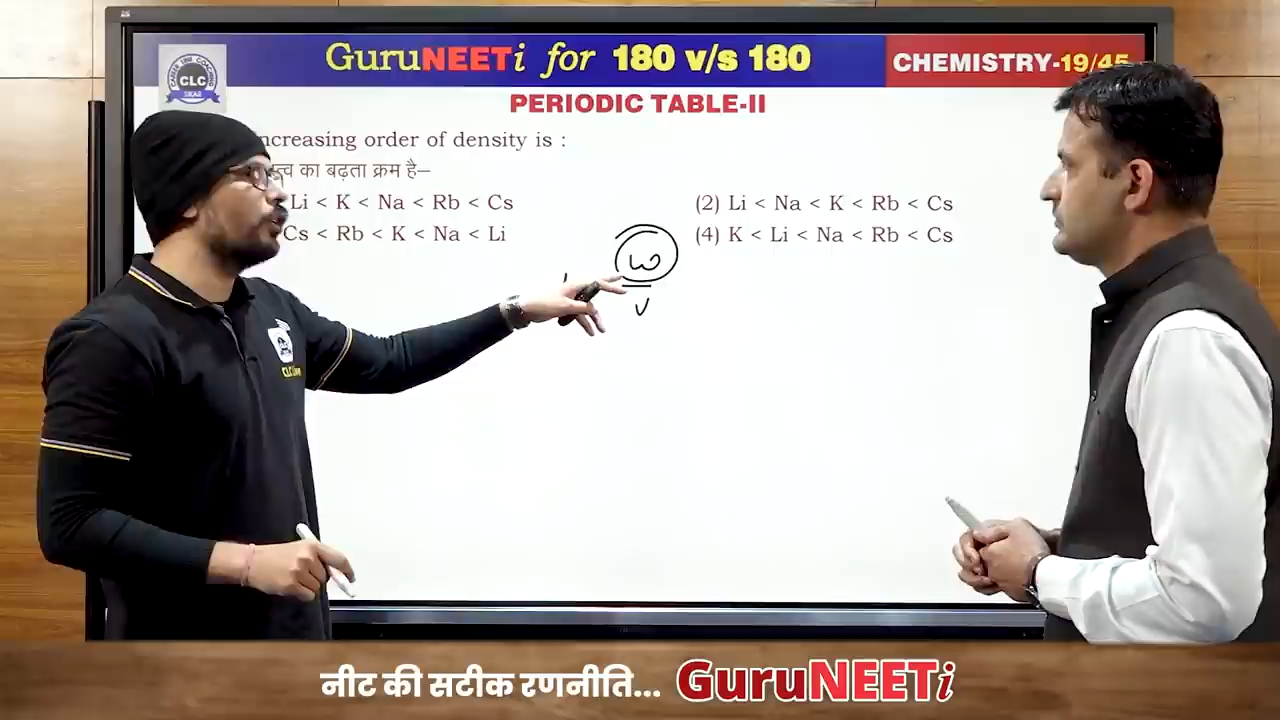 GuruNEETi for 180 v/s 180
CHEMISTRY-19/45
CLC
SIKAR
PERIODIC TABLE-II
ncreasing order of density is :
का बढ़ता क्रम है–
Li < K < Na < Rb < Cs
(2) Li < Na < K < Rb < Cs
Cs < Rb < K < Na < Li
(4) K < Li < Na < Rb < Cs
ω
v
नीट की सटीक रणनीति... GuruNEETi